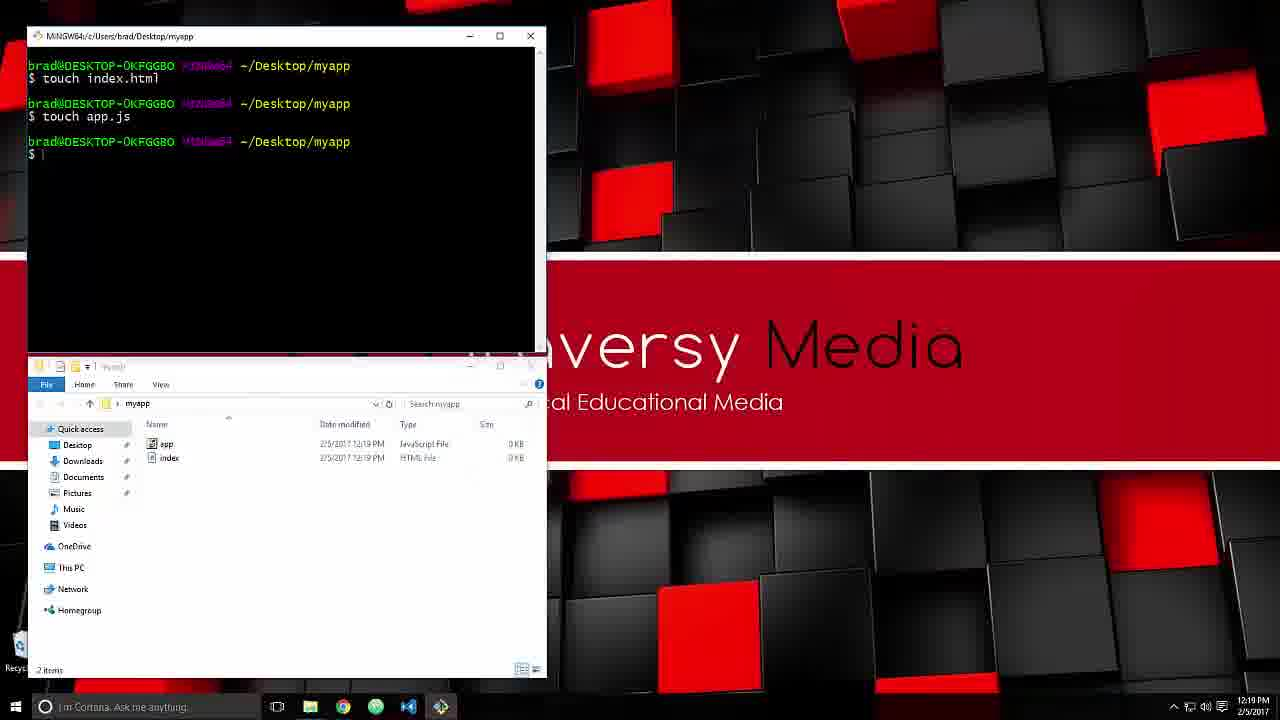 MINGW64:/c/Users/brad/Desktop/myapp
brad@DESKTOP-0KFGGBO MINGW64 ~/Desktop/myapp
$ touch index.html
brad@DESKTOP-0KFGGBO MINGW64 ~/Desktop/myapp
$ touch app.js
brad@DESKTOP-0KFGGBO MINGW64 ~/Desktop/myapp
$
versy Media
al Educational Media
myapp
File Home Share View
myapp
Search myapp
Name Date modified Type Size
app 2/5/2017 12:19 PM JavaScript File 0 KB
index 2/5/2017 12:19 PM HTML File 0 KB
Quick access
Desktop
Downloads
Documents
Pictures
Music
Videos
OneDrive
This PC
Network
Homegroup
2 items
Recyc
I'm Cortana. Ask me anything.
12:19 PM
2/5/2017